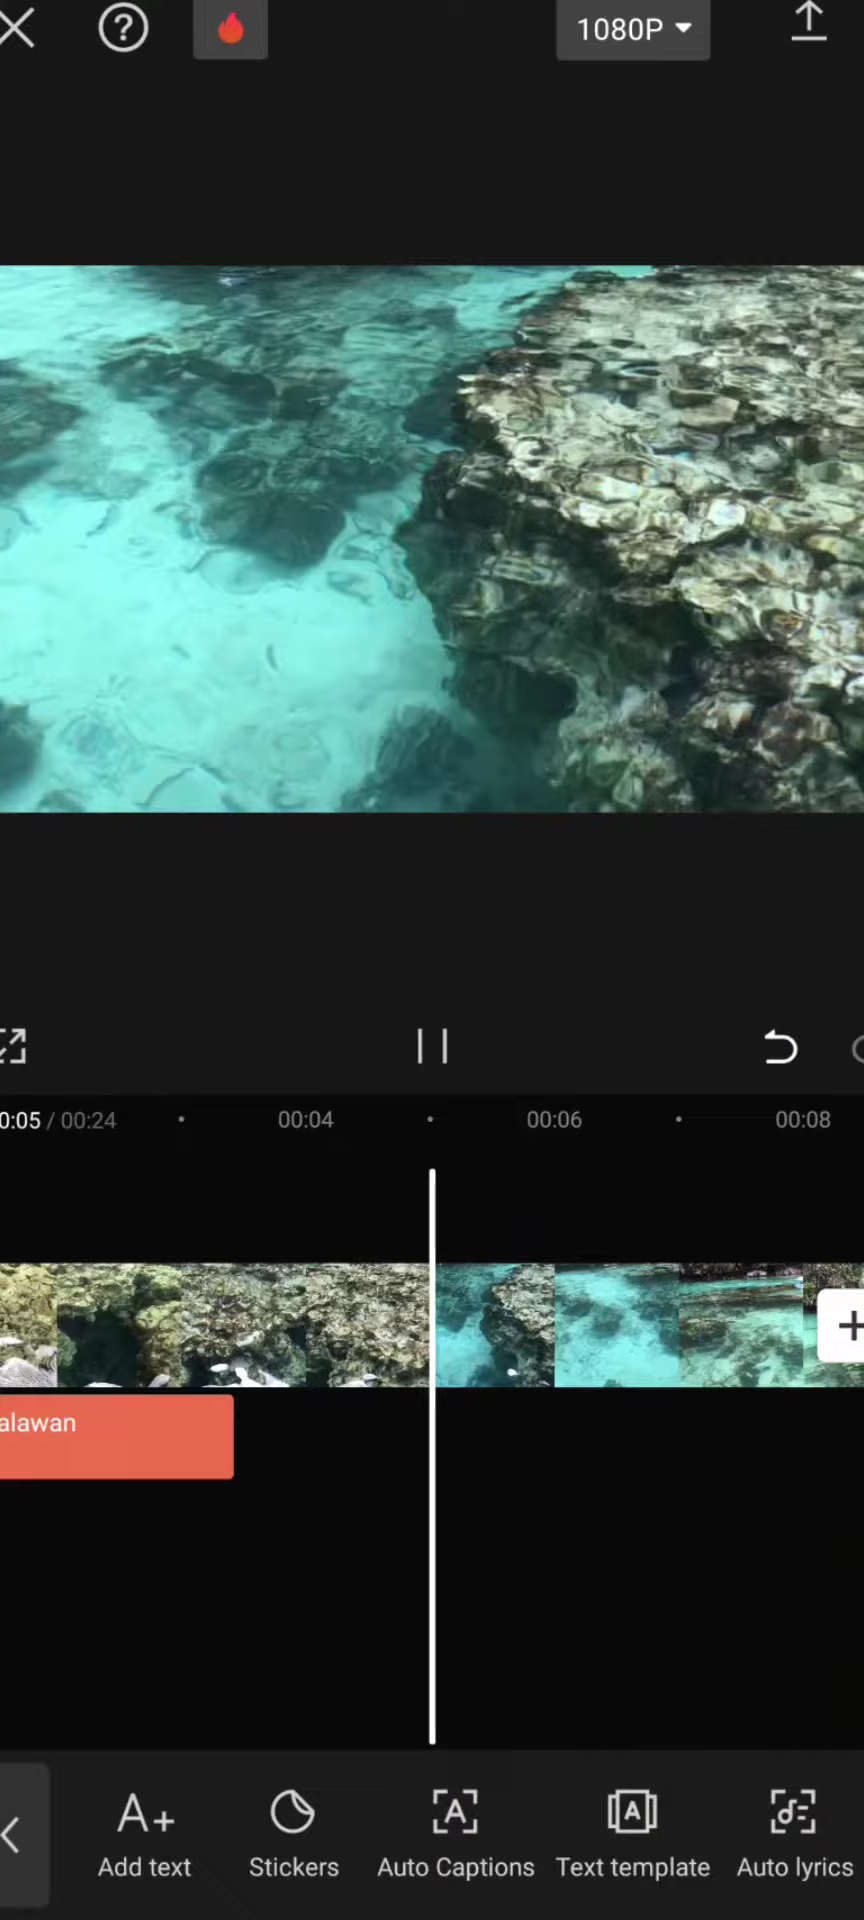 ?
1080P
0:05 / 00:24
00:04
00:06
00:08
alawan
A+
Add text
Stickers
A
Auto Captions
A
Text template
Auto lyrics